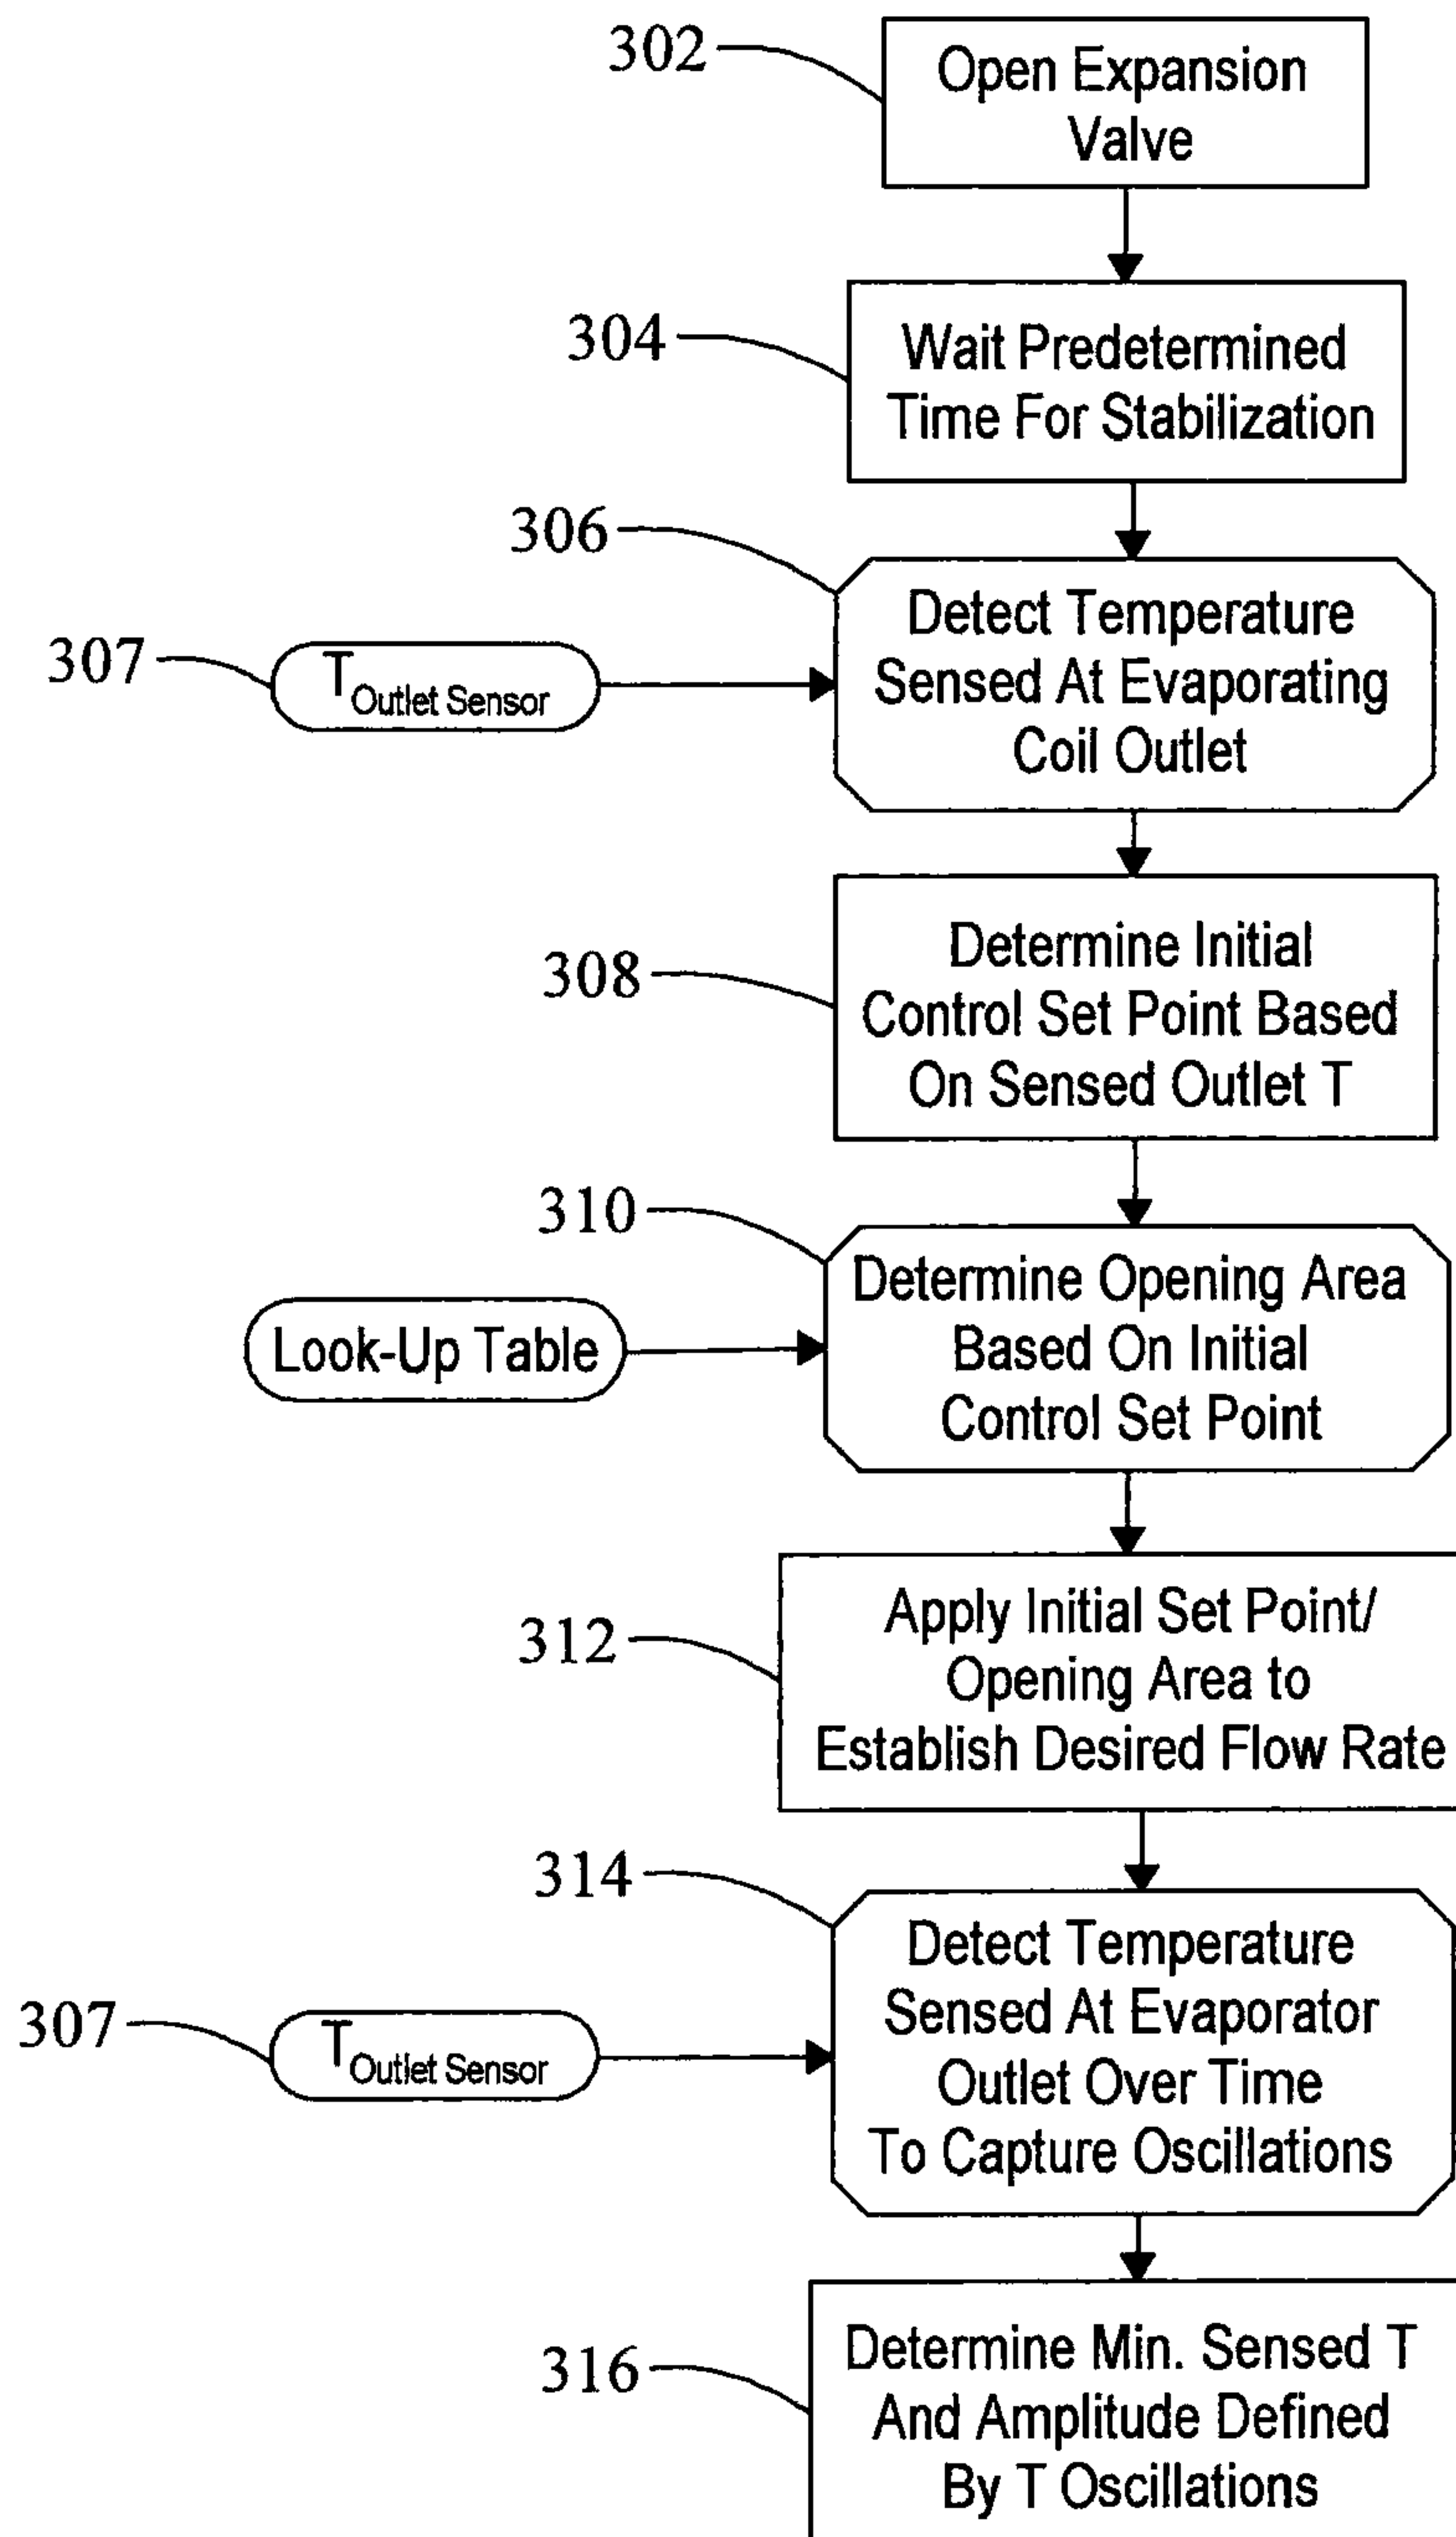 302
Open Expansion
Valve
304
Wait Predetermined
Time For Stabilization
306
Detect Temperature
Sensed At Evaporating
Coil Outlet
307
T Outlet Sensor
308
Determine Initial
Control Set Point Based
On Sensed Outlet T
310
Determine Opening Area
Based On Initial
Control Set Point
Look-Up Table
312
Apply Initial Set Point/
Opening Area to
Establish Desired Flow Rate
314
Detect Temperature
Sensed At Evaporator
Outlet Over Time
To Capture Oscillations
307
T Outlet Sensor
316
Determine Min. Sensed T
And Amplitude Defined
By T Oscillations